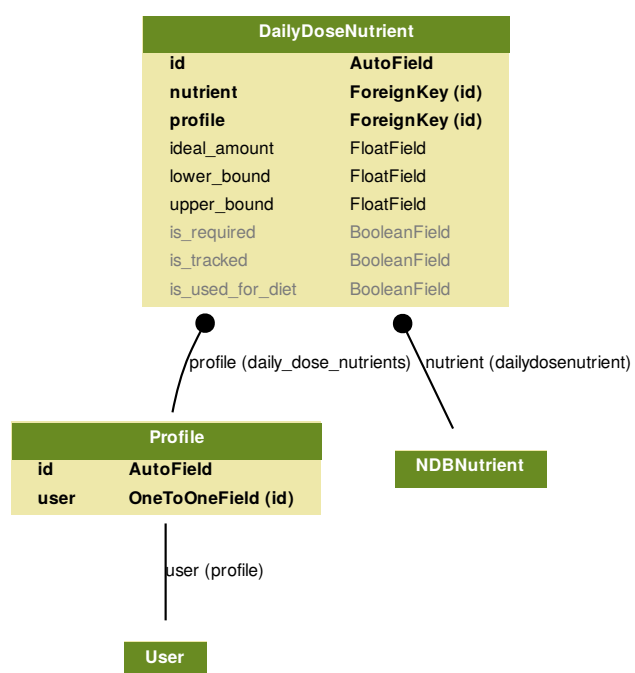 DailyDoseNutrient
id AutoField
nutrient ForeignKey (id)
profile ForeignKey (id)
ideal_amount FloatField
lower_bound FloatField
upper_bound FloatField
is_required BooleanField
is_tracked BooleanField
is_used_for_diet BooleanField
profile (daily_dose_nutrients) nutrient (dailydosenutrient)
Profile
id AutoField
user OneToOneField (id)
NDBNutrient
user (profile)
User